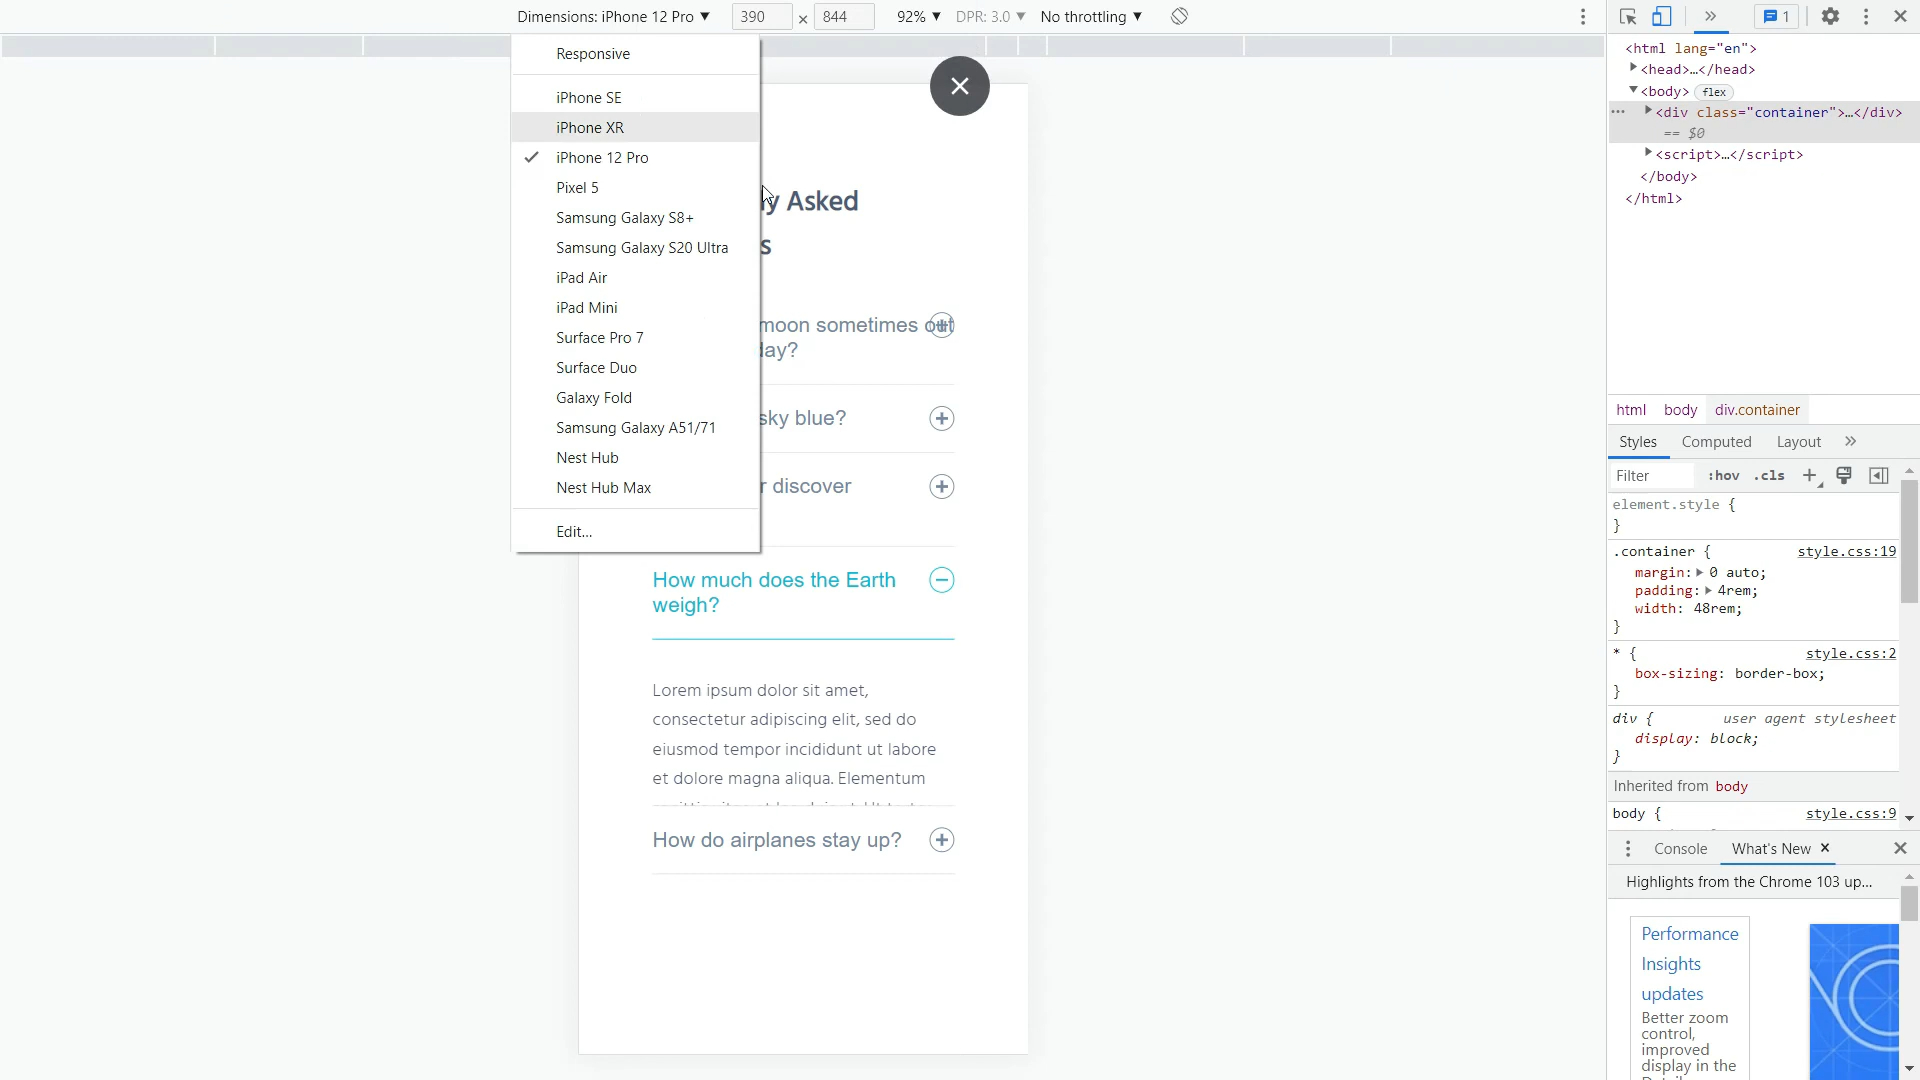 Dimensions: iPhone 12 Pro ▼ 390 × 844 92% ▼ DPR: 3.0 ▼ No throttling ▼
Responsive
iPhone SE
iPhone XR
iPhone 12 Pro
Pixel 5
Samsung Galaxy S8+
Samsung Galaxy S20 Ultra
iPad Air
iPad Mini
Surface Pro 7
Surface Duo
Galaxy Fold
Samsung Galaxy A51/71
Nest Hub
Nest Hub Max
Edit...
y Asked
s
moon sometimes out
day?
sky blue?
r discover
How much does the Earth
weigh?
Lorem ipsum dolor sit amet,
consectetur adipiscing elit, sed do
eiusmod tempor incididunt ut labore
et dolore magna aliqua. Elementum
How do airplanes stay up?
1
<html lang="en">
<head>…</head>
<body> flex
<div class="container">…</div>
== $0
<script>…</script>
</body>
</html>
html body div.container
Styles Computed Layout
Filter :hov .cls
element.style {
}
.container { style.css:19
margin: 0 auto;
padding: 4rem;
width: 48rem;
}
* { style.css:2
box-sizing: border-box;
}
div { user agent stylesheet
display: block;
}
Inherited from body
body { style.css:9
Console What's New
Highlights from the Chrome 103 up...
Performance
Insights
updates
Better zoom
control,
improved
display in the